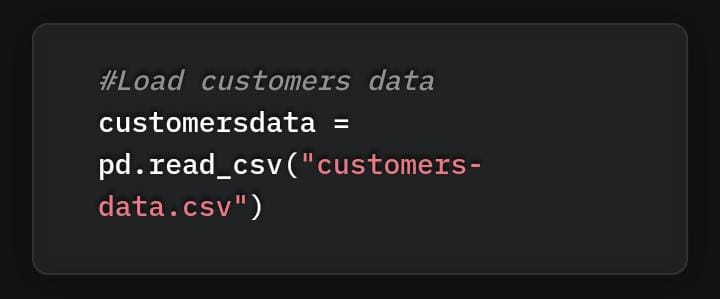 #Load customers data
customersdata =
pd.read_csv("customers-
data.csv")